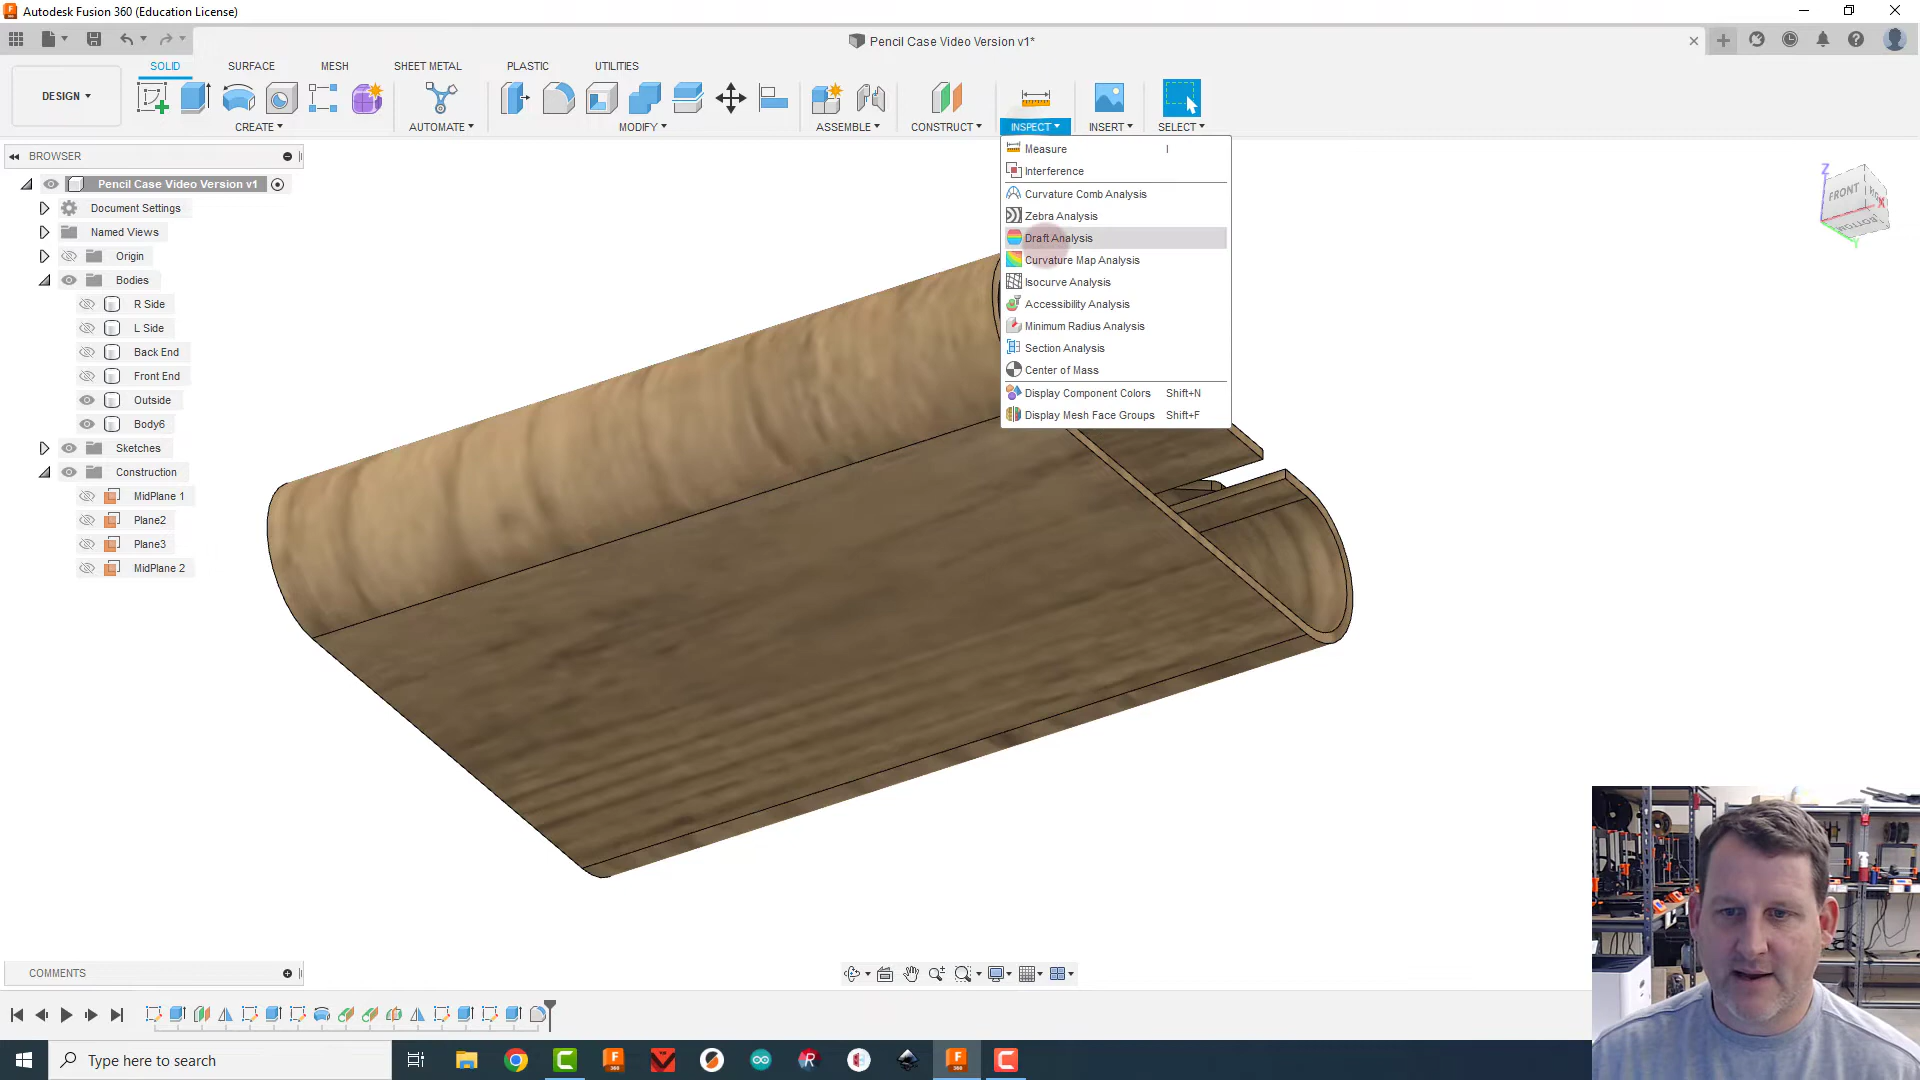 Autodesk Fusion 360 (Education License)
Pencil Case Video Version v1*
SOLID SURFACE MESH SHEET METAL PLASTIC UTILITIES
DESIGN
CREATE AUTOMATE MODIFY ASSEMBLE CONSTRUCT INSPECT INSERT SELECT
BROWSER
Pencil Case Video Version v1
Document Settings
Named Views
Origin
Bodies
R Side
L Side
Back End
Front End
Outside
Body6
Sketches
Construction
MidPlane 1
Plane2
Plane3
MidPlane 2
Measure I
Interference
Curvature Comb Analysis
Zebra Analysis
Draft Analysis
Curvature Map Analysis
Isocurve Analysis
Accessibility Analysis
Minimum Radius Analysis
Section Analysis
Center of Mass
Display Component Colors Shift+N
Display Mesh Face Groups Shift+F
Z
FRONT
BOTTOM
X
Y
COMMENTS
Type here to search